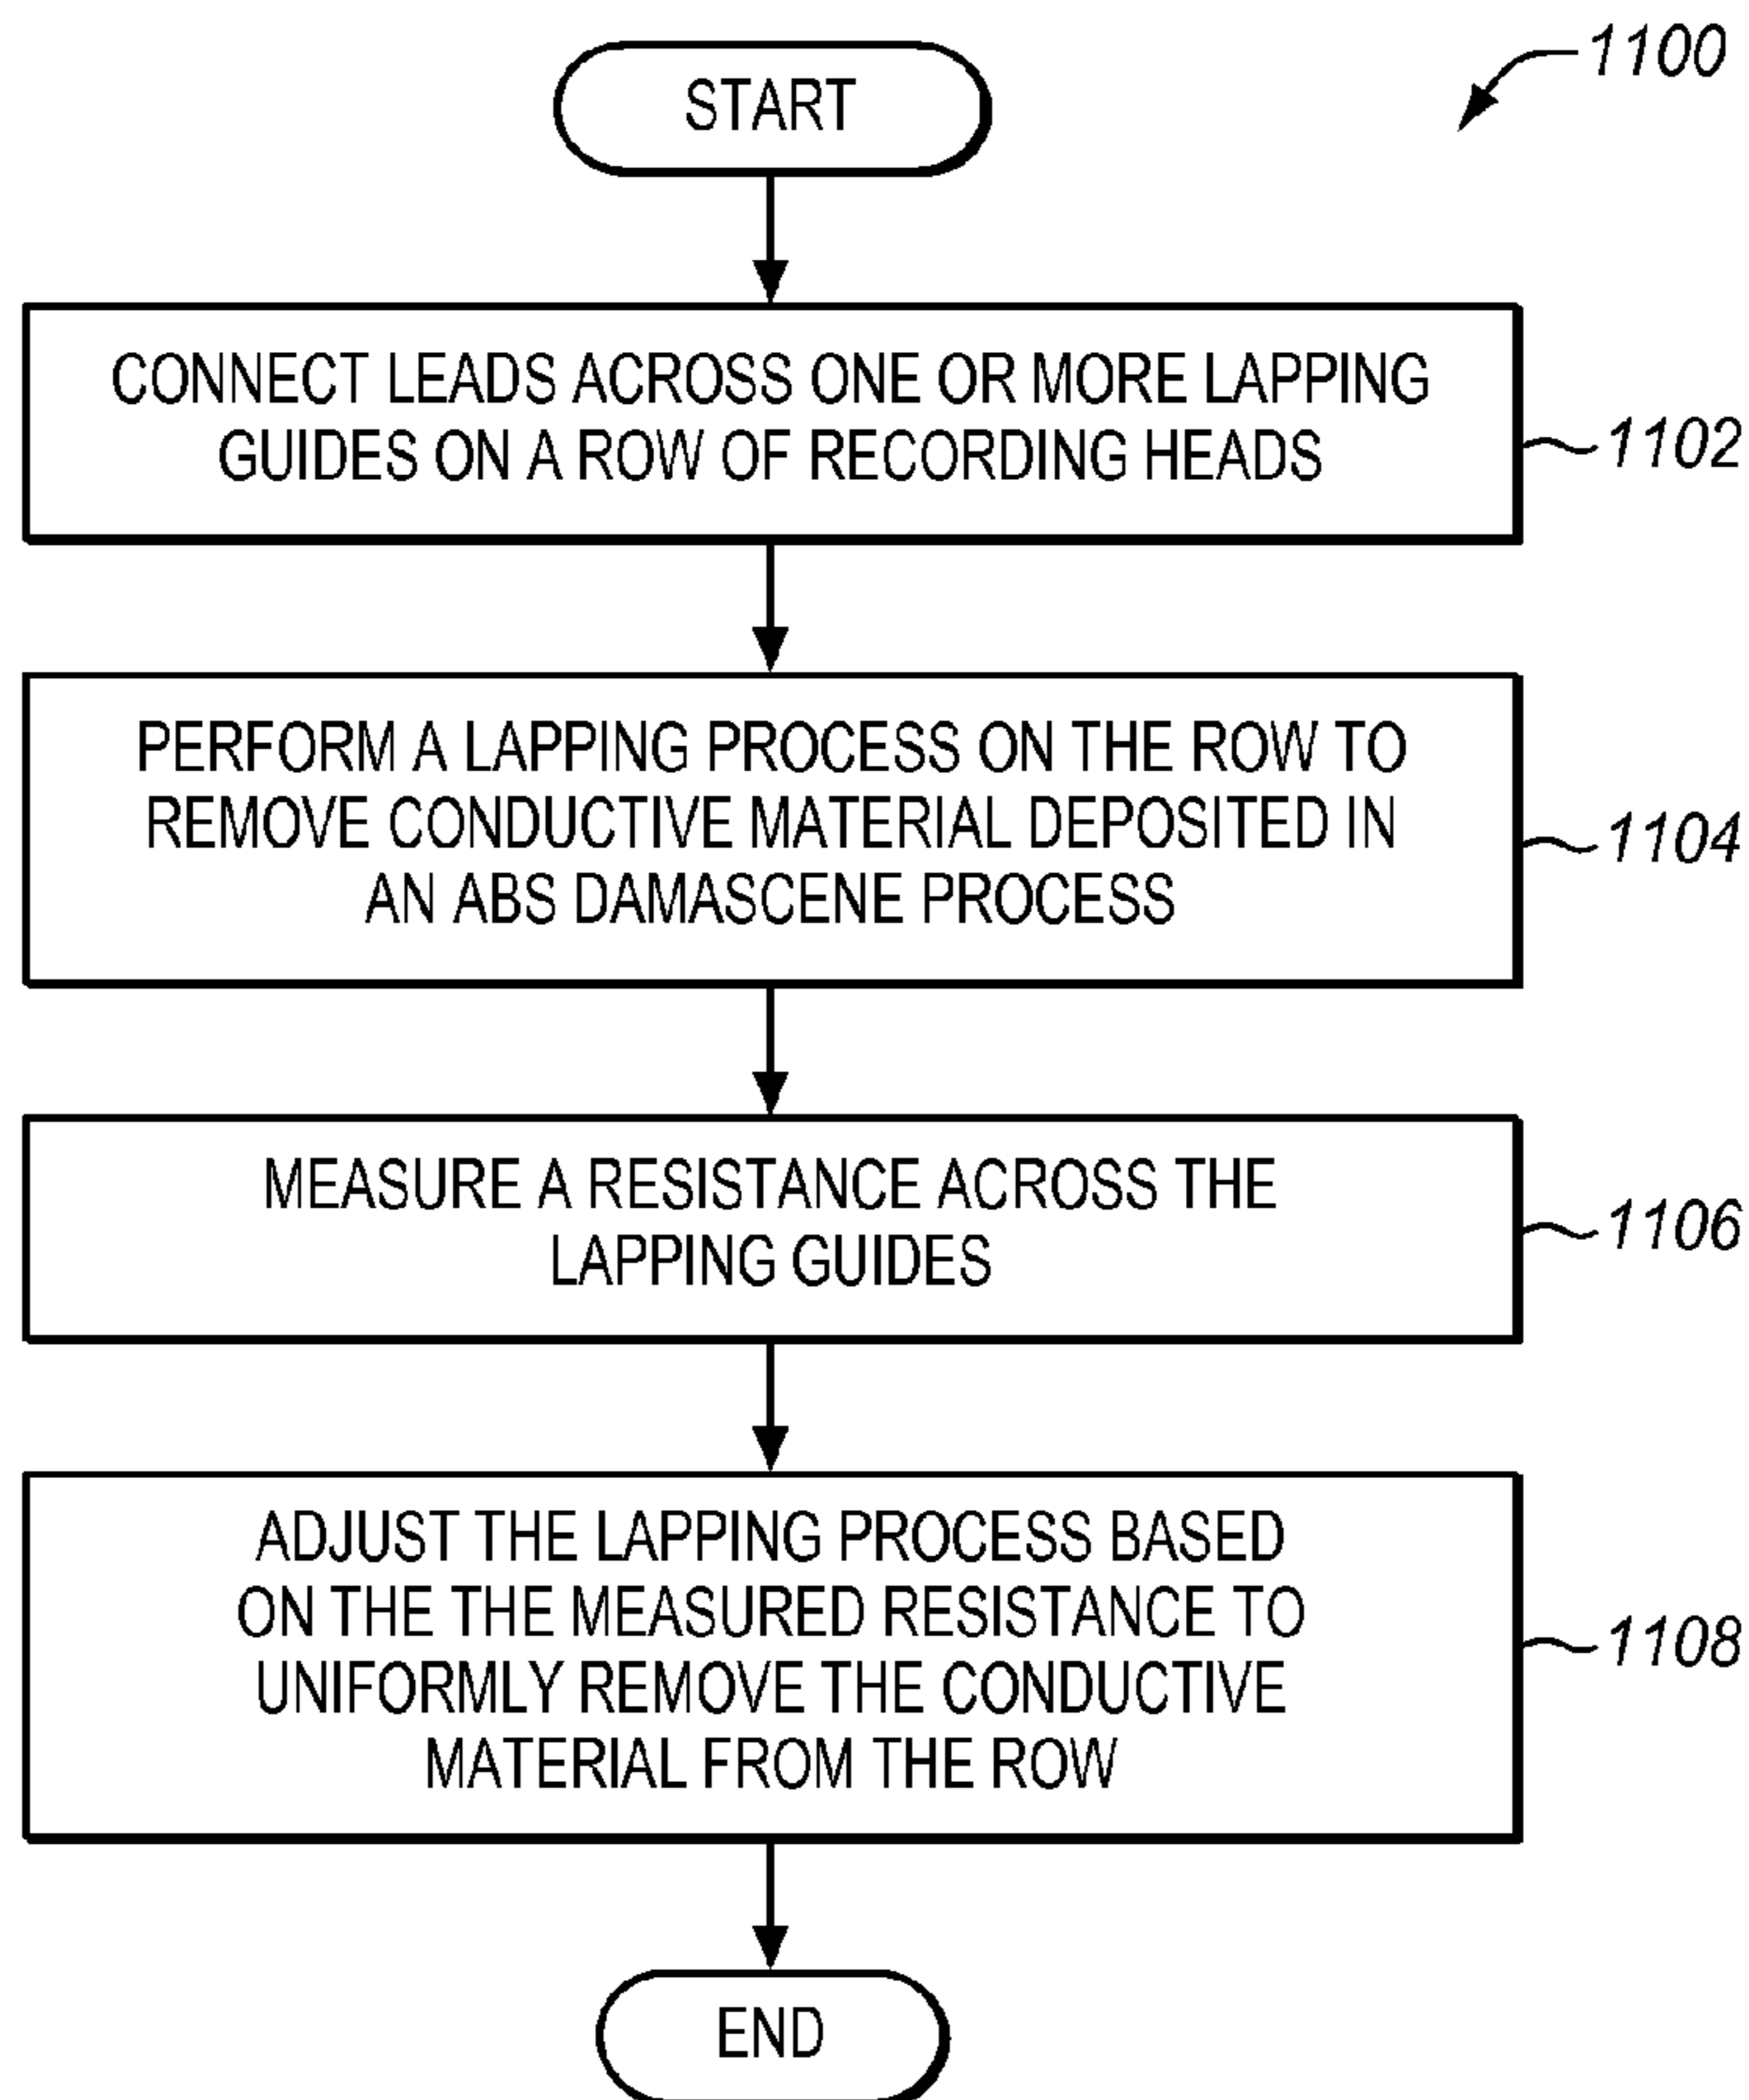 START
1100
CONNECT LEADS ACROSS ONE OR MORE LAPPING
GUIDES ON A ROW OF RECORDING HEADS
1102
PERFORM A LAPPING PROCESS ON THE ROW TO
REMOVE CONDUCTIVE MATERIAL DEPOSITED IN
AN ABS DAMASCENE PROCESS
1104
MEASURE A RESISTANCE ACROSS THE
LAPPING GUIDES
1106
ADJUST THE LAPPING PROCESS BASED
ON THE THE MEASURED RESISTANCE TO
UNIFORMLY REMOVE THE CONDUCTIVE
MATERIAL FROM THE ROW
1108
END